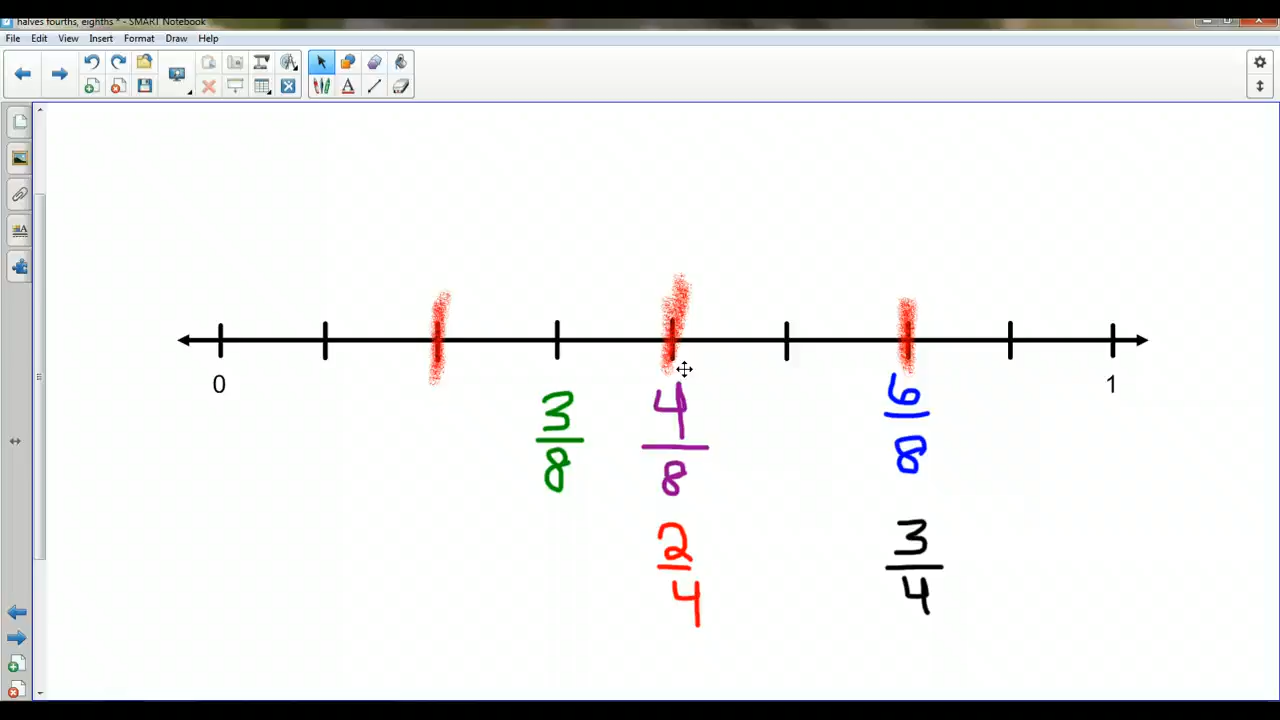 halves fourths, eighths * - SMART Notebook
File Edit View Insert Format Draw Help
0 1
3/8 4/8 6/8
2/4 3/4